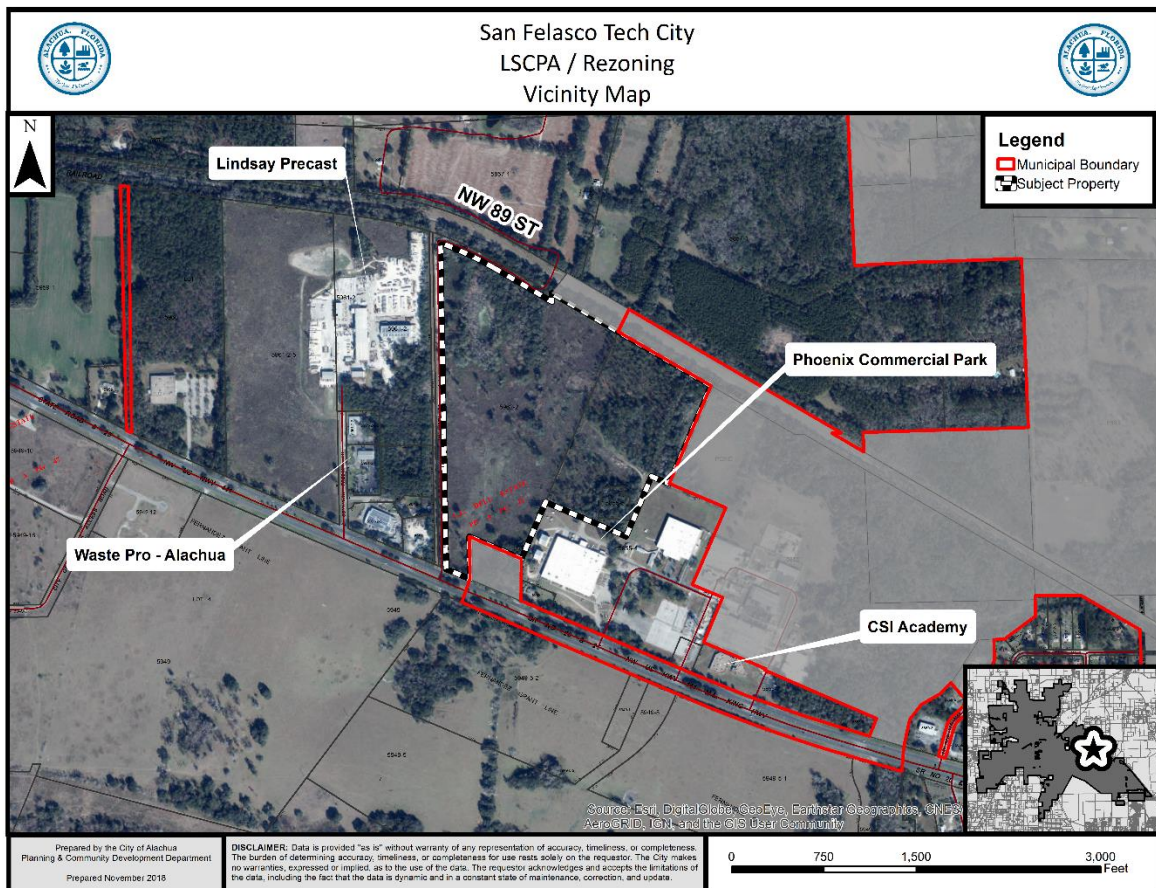 San Felasco Tech City
LSCPA / Rezoning
Vicinity Map
ALACHUA, FLORIDA
ALACHUA, FLORIDA
N
Legend
Municipal Boundary
Subject Property
Lindsay Precast
RAILROAD
NW 89 ST
Phoenix Commercial Park
Waste Pro - Alachua
CSI Academy
Source: Esri, DigitalGlobe, GeoEye, Earthstar Geographics,
AeroGRID, IGN, and the GIS User Community
Prepared by the City of Alachua
Planning & Community Development Department
Prepared November 2018
DISCLAIMER: Data is provided "as is" without warranty of any representation of accuracy, timeliness, or completeness.
The burden of determining accuracy, timeliness, or completeness for use rests solely on the requestor. The City makes
no warranties, expressed or implied, as to the use of the data. The requestor acknowledges and accepts the limitations of
the data, including the fact that the data is dynamic and in a constant state of maintenance, correction, and update.
0 750 1,500 3,000
Feet